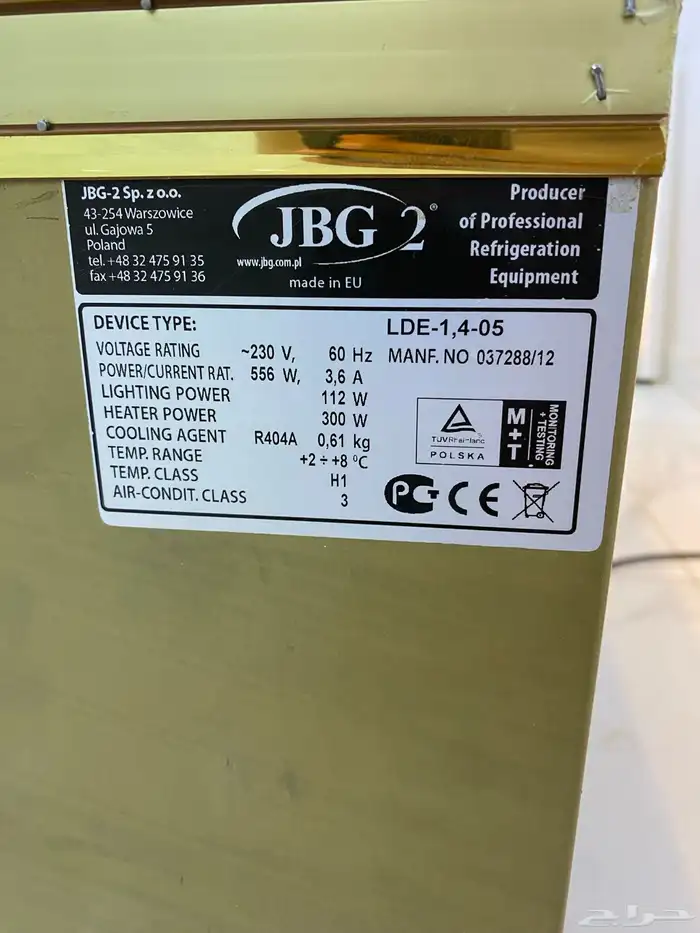 JBG-2 Sp. z o.o.
43-254 Warszowice
ul. Gajowa 5
Poland
tel. +48 32 475 91 35
fax +48 32 475 91 36
JBG 2®
www.jbg.com.pl
made in EU
Producer
of Professional
Refrigeration
Equipment
DEVICE TYPE: LDE-1,4-05
VOLTAGE RATING ~230 V, 60 Hz MANF. NO 037288/12
POWER/CURRENT RAT. 556 W, 3,6 A
LIGHTING POWER 112 W
HEATER POWER 300 W
COOLING AGENT R404A 0,61 kg
TEMP. RANGE +2 ÷ +8 °C
TEMP. CLASS H1
AIR-CONDIT. CLASS 3
TÜVRheinland
POLSKA
M+T
MONITORING
+ TESTING
PCT CE
حراج